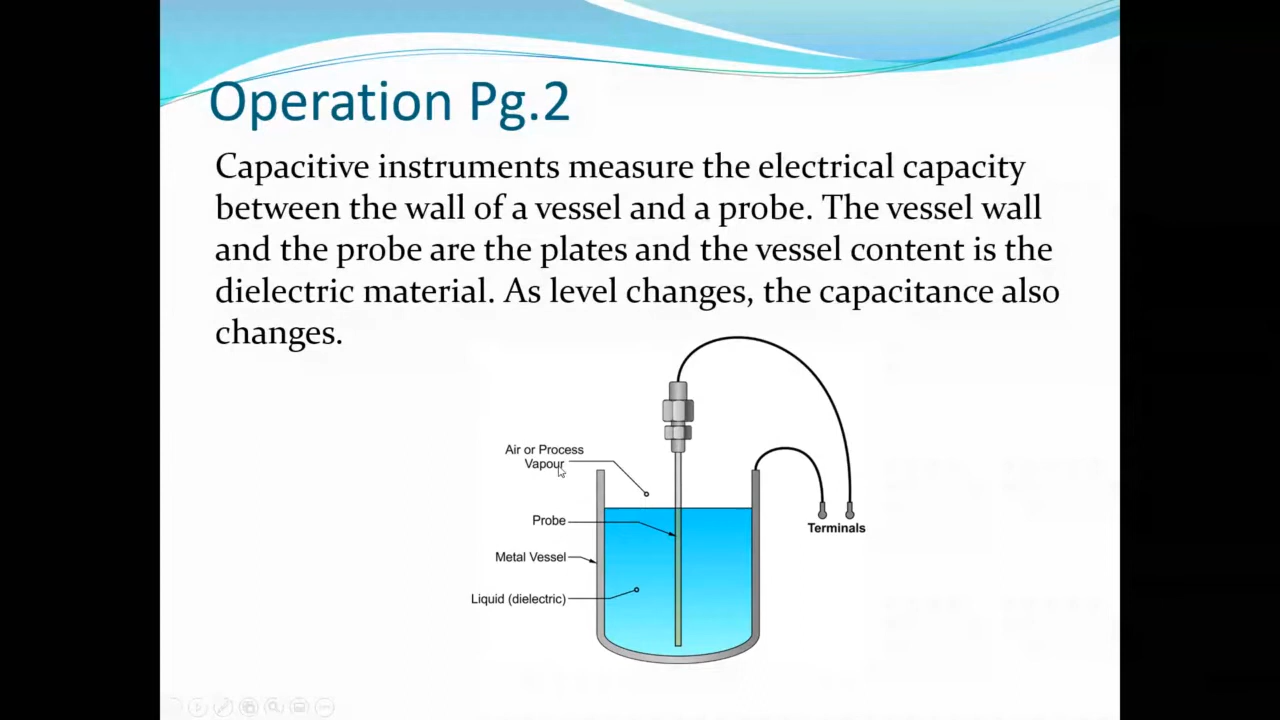 Operation Pg.2
Capacitive instruments measure the electrical capacity
between the wall of a vessel and a probe. The vessel wall
and the probe are the plates and the vessel content is the
dielectric material. As level changes, the capacitance also
changes.
Air or Process
Vapour
Probe
Terminals
Metal Vessel
Liquid (dielectric)